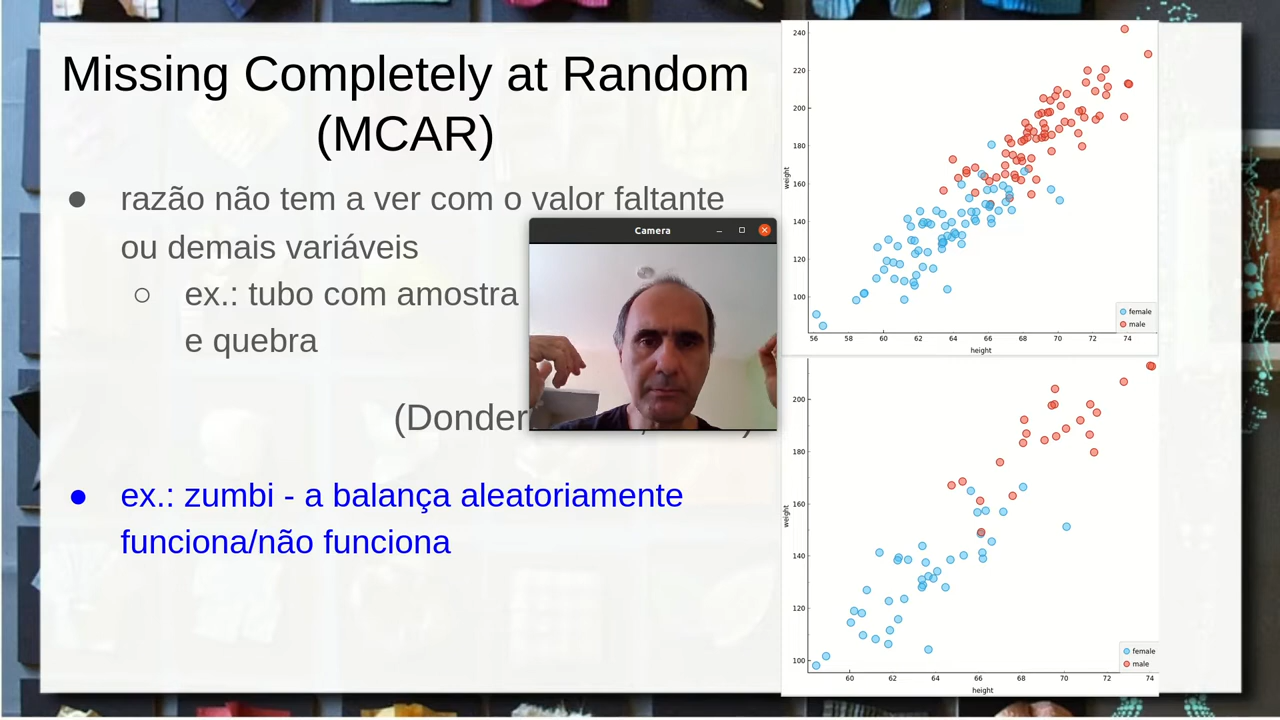 Missing Completely at Random
(MCAR)
● razão não tem a ver com o valor faltante
ou demais variáveis
○ ex.: tubo com amostra
e quebra
(Donder
● ex.: zumbi - a balança aleatoriamente
funciona/não funciona
Camera
240
220
200
180
160
140
120
100
weight
56 58 60 62 64 66 68 70 72 74
height
female
male
200
180
160
140
120
100
weight
60 62 64 66 68 70 72 74
height
female
male